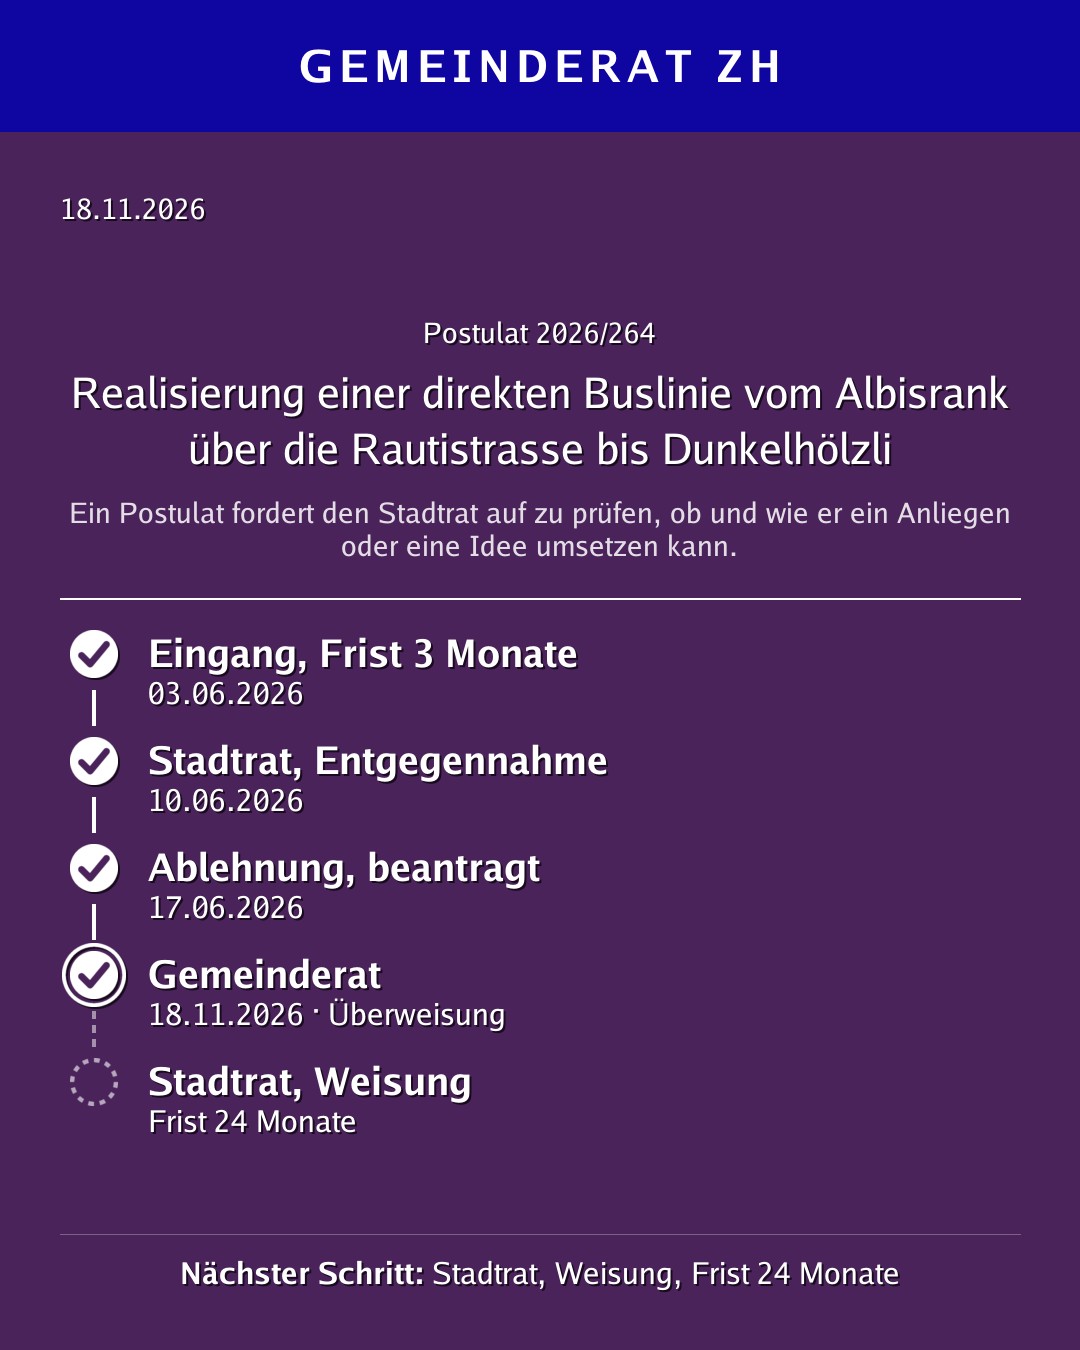 GEMEINDERAT ZH
18.11.2026
Postulat 2026/264
Realisierung einer direkten Buslinie vom Albisrank
über die Rautistrasse bis Dunkelhölzli
Ein Postulat fordert den Stadtrat auf zu prüfen, ob und wie er ein Anliegen
oder eine Idee umsetzen kann.
Eingang, Frist 3 Monate
03.06.2026
Stadtrat, Entgegennahme
10.06.2026
Ablehnung, beantragt
17.06.2026
Gemeinderat
18.11.2026 · Überweisung
Stadtrat, Weisung
Frist 24 Monate
Nächster Schritt: Stadtrat, Weisung, Frist 24 Monate